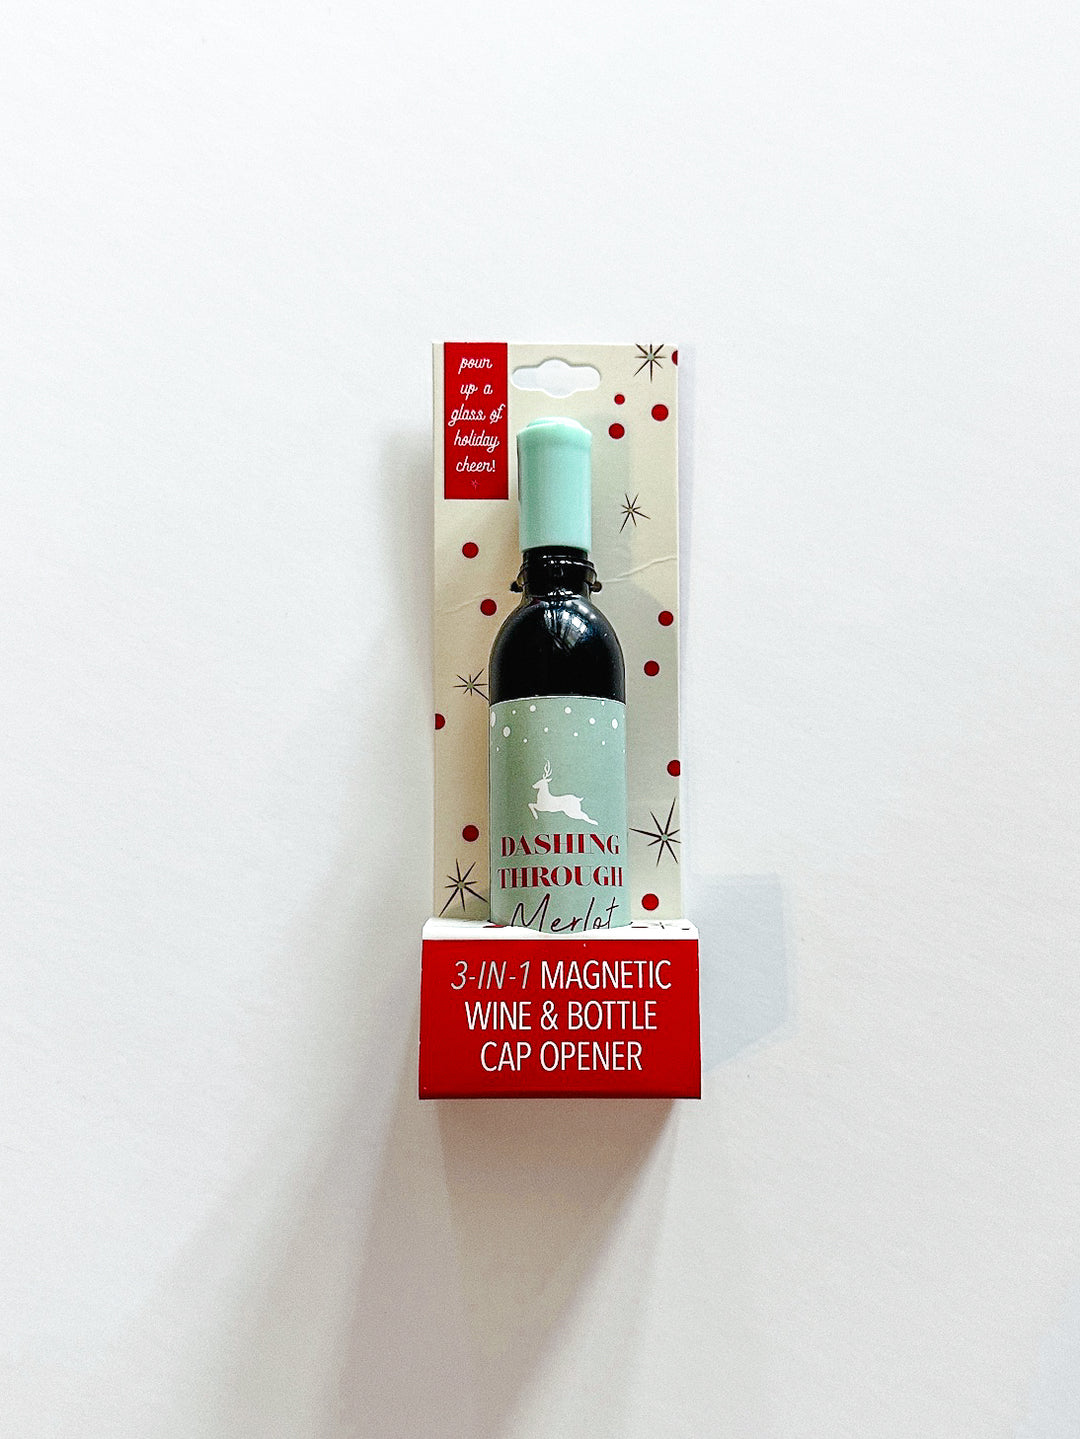 pour
up a
glass of
holiday
cheer!
DASHING
THROUGH
Merlot
3-IN-1 MAGNETIC
WINE & BOTTLE
CAP OPENER